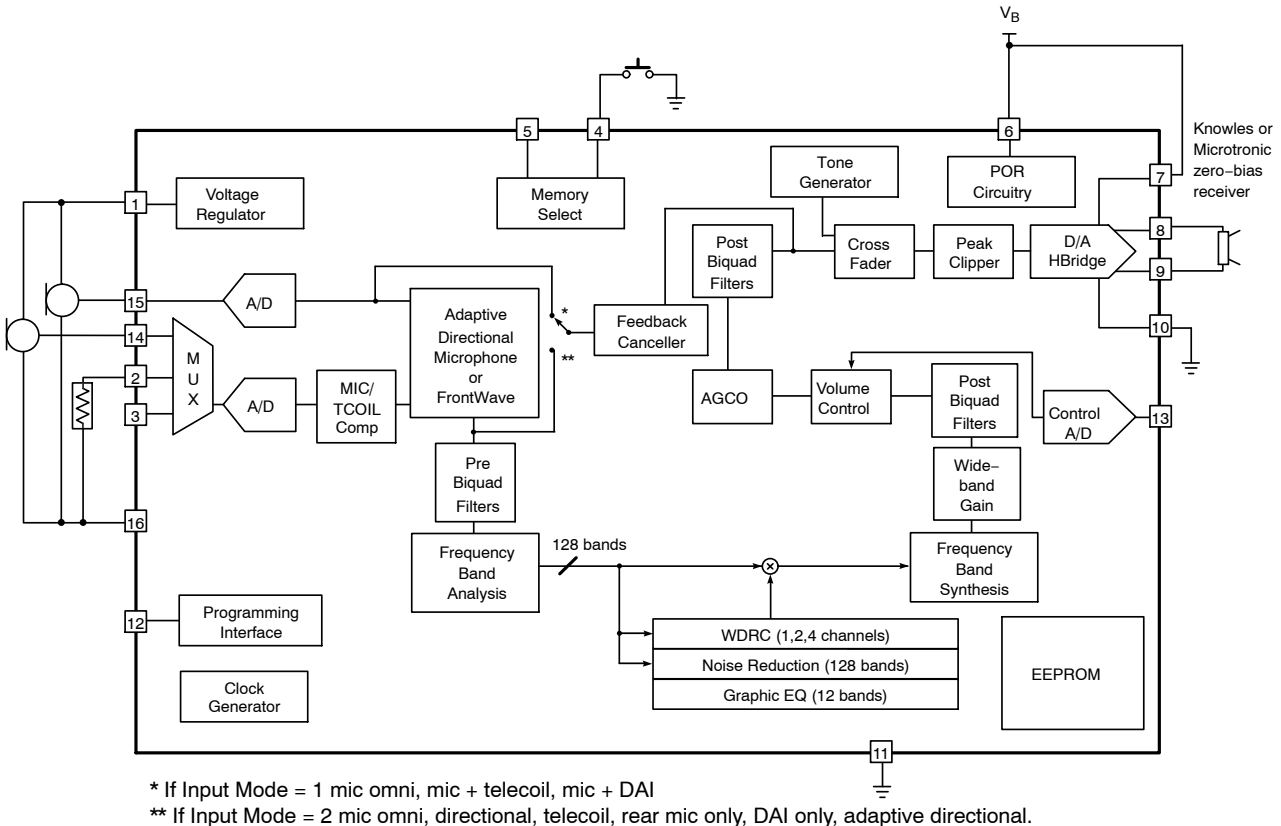 V_B
5
4
6
Knowles or
Microtronic
zero−bias
receiver
Tone
Generator
POR
Circuitry
7
1
Voltage
Regulator
Memory
Select
8
Post
Biquad
Filters
Cross
Fader
Peak
Clipper
D/A
HBridge
9
15
A/D
Adaptive
Directional
Microphone
or
FrontWave
*
**
Feedback
Canceller
10
14
M
U
X
2
3
A/D
MIC/
TCOIL
Comp
AGCO
Volume
Control
Post
Biquad
Filters
Control
A/D
13
Pre
Biquad
Filters
Wide−
band
Gain
16
Frequency
Band
Analysis
128 bands
×
Frequency
Band
Synthesis
12
Programming
Interface
WDRC (1,2,4 channels)
Noise Reduction (128 bands)
Graphic EQ (12 bands)
EEPROM
Clock
Generator
11
* If Input Mode = 1 mic omni, mic + telecoil, mic + DAI
** If Input Mode = 2 mic omni, directional, telecoil, rear mic only, DAI only, adaptive directional.